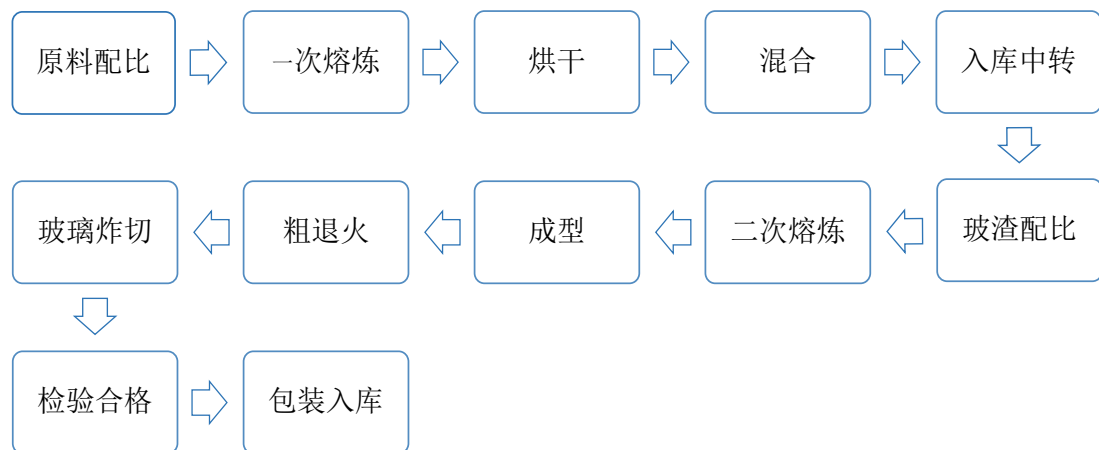 原料配比
一次熔炼
烘干
混合
入库中转
玻渣配比
二次熔炼
成型
粗退火
玻璃炸切
检验合格
包装入库